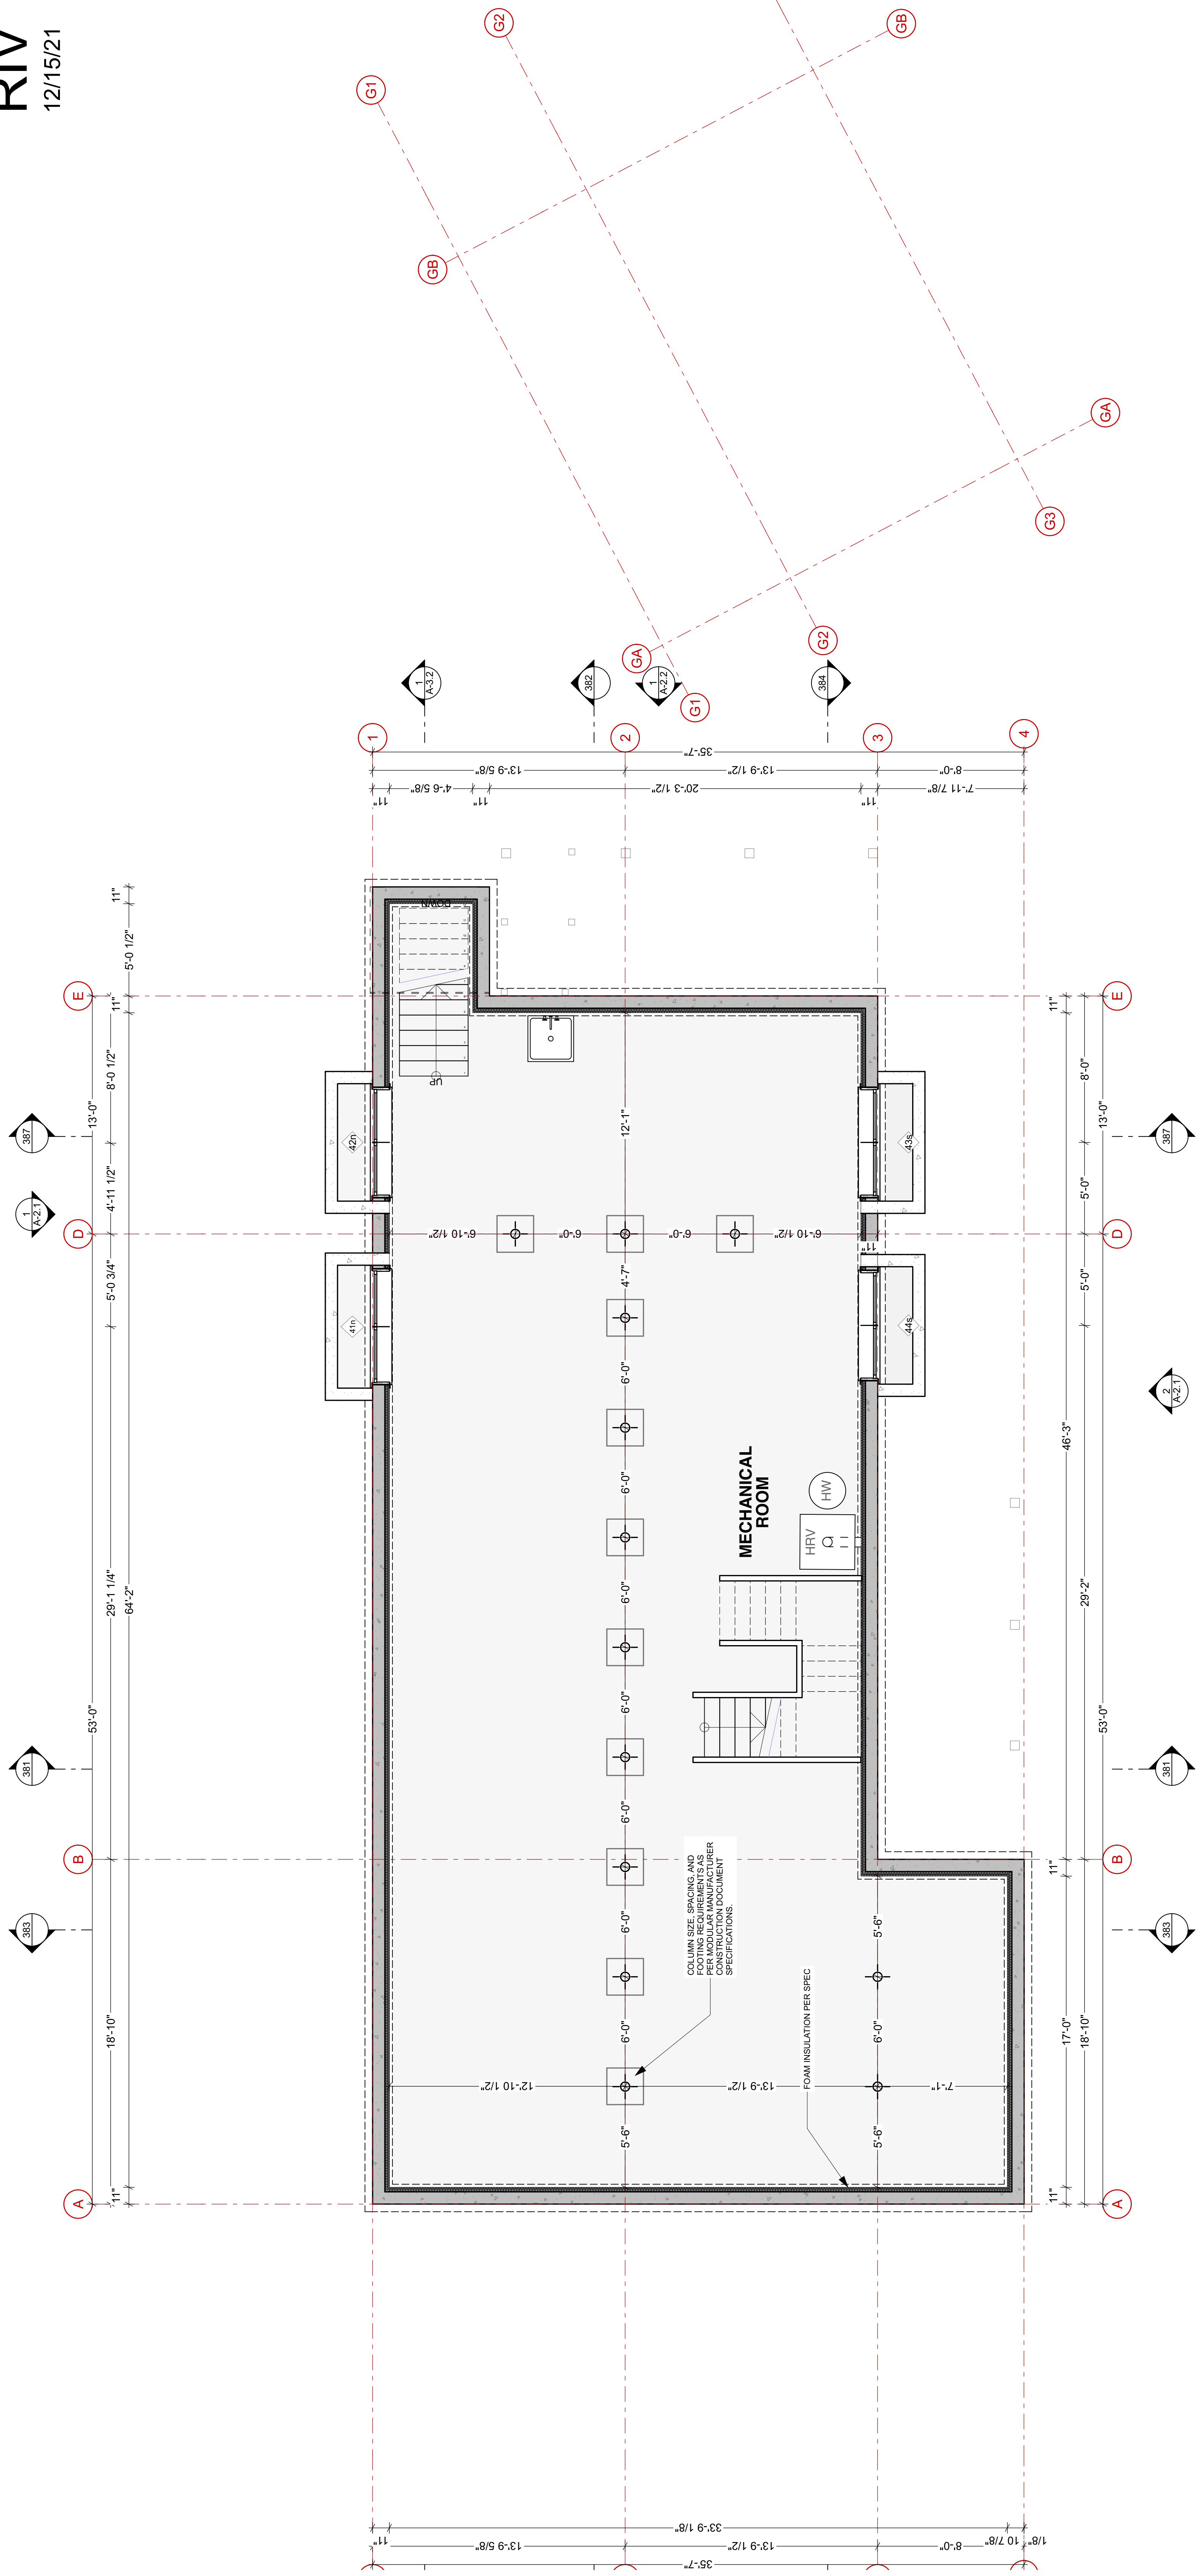 RIV
12/15/21
G1
G2
GB
GB
GA
GA
G3
G2
G1
1
A-3.2
382
1
A-2.2
384
1
2
3
4
35'-7"
13'-9 5/8"
13'-9 1/2"
8'-0"
11"
4'-6 5/8"
11"
20'-3 1/2"
11"
7'-11 7/8"
E
D
B
A
387
1
A-2.1
381
383
13'-0"
53'-0"
8'-0 1/2"
4'-11 1/2"
5'-0 3/4"
29'-1 1/4"
18'-10"
11"
5'-0 1/2"
11"
64'-2"
11"
DOWN
UP
42n
41n
43s
44s
12'-1"
6'-10 1/2"
6'-0"
6'-0"
6'-10 1/2"
11"
4'-7"
6'-0"
6'-0"
6'-0"
6'-0"
6'-0"
6'-0"
6'-0"
5'-6"
MECHANICAL
ROOM
HW
HRV
COLUMN SIZE, SPACING, AND
FOOTING REQUIREMENTS AS
PER MODULAR MANUFACTURER
CONSTRUCTION DOCUMENT
SPECIFICATIONS.
FOAM INSULATION PER SPEC
5'-6"
6'-0"
5'-6"
12'-10 1/2"
13'-9 1/2"
7'-1"
11"
46'-3"
11"
17'-0"
11"
8'-0"
5'-0"
5'-0"
29'-2"
18'-10"
13'-0"
53'-0"
E
D
B
A
387
2
A-2.1
381
383
11"
33'-9 1/8"
10 7/8"
1/8"
13'-9 5/8"
13'-9 1/2"
8'-0"
35'-7"